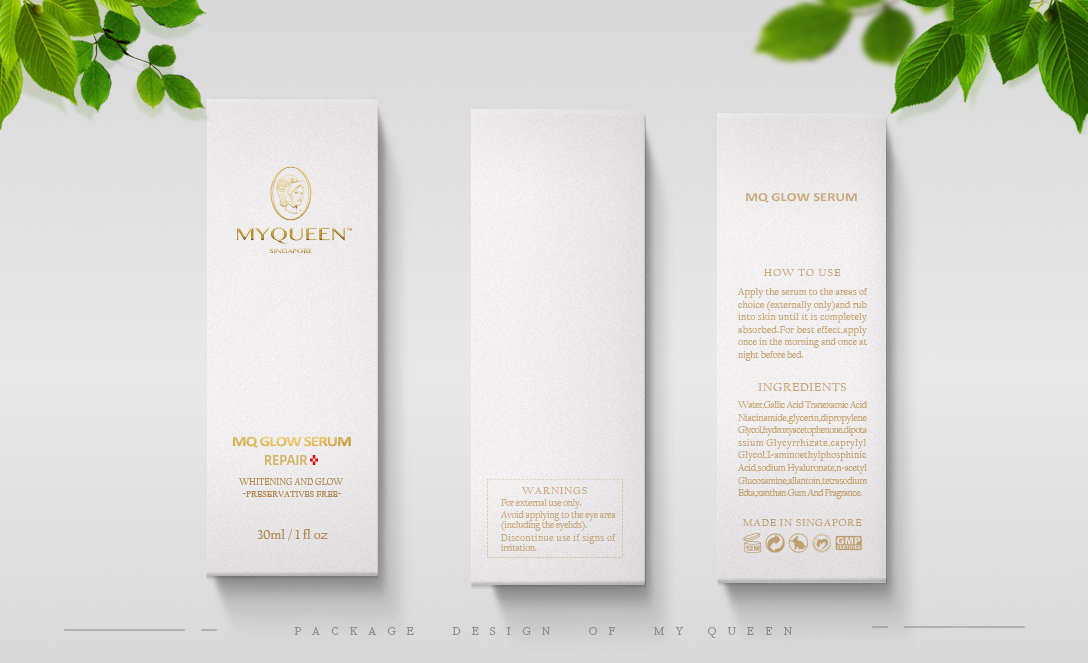 MYQUEEN™
SINGAPORE
MQ GLOW SERUM
REPAIR
WHITENING AND GLOW
-PRESERVATIVES FREE-
30ml / 1 fl oz
WARNINGS
For external use only.
Avoid applying to the eye area
(including the eyelids).
Discontinue use if signs of
irritation.
MQ GLOW SERUM
HOW TO USE
Apply the serum to the areas of
choice (externally only)and rub
into skin until it is completely
absorbed.For best effect,apply
once in the morning and once at
night before bed.
INGREDIENTS
Water,Gallic Acid Tranexamic Acid
Niacinamide,glycerin,dipropylene
Glycol,hydroxyacetophenone,dipota
ssium Glycyrrhizate,caprylyl
Glycol,1-aminoethylphosphinic
Acid,sodium Hyaluronate,n-acetyl
Glucosamine,allantoin,tetrasodium
Edta,xanthan Gum And Fragrance.
MADE IN SINGAPORE
12M
GMP
PACKAGE DESIGN OF MY QUEEN